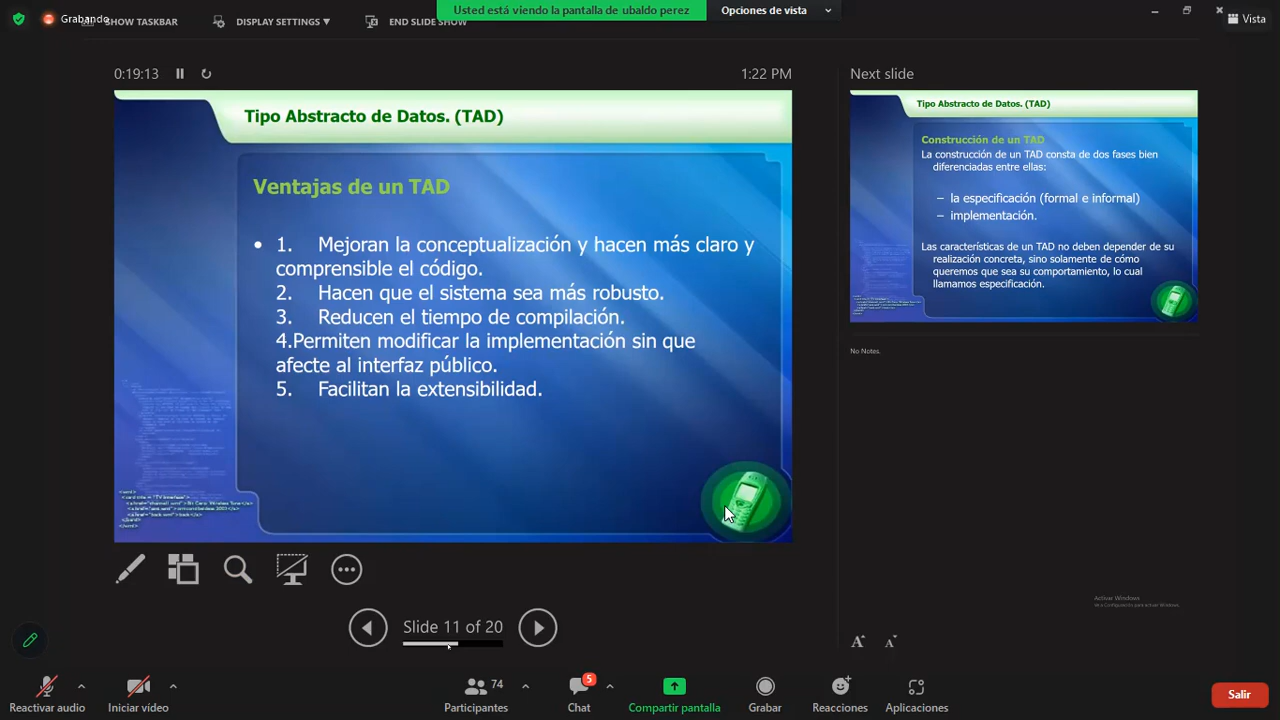 Grabando
SHOW TASKBAR
DISPLAY SETTINGS ▼
END SLIDE SHOW
Usted está viendo la pantalla de ubaldo perez
Opciones de vista
Vista
0:19:13
1:22 PM
Next slide
Tipo Abstracto de Datos. (TAD)
Ventajas de un TAD
• 1. Mejoran la conceptualización y hacen más claro y
comprensible el código.
2. Hacen que el sistema sea más robusto.
3. Reducen el tiempo de compilación.
4.Permiten modificar la implementación sin que
afecte al interfaz público.
5. Facilitan la extensibilidad.
Tipo Abstracto de Datos. (TAD)
Construcción de un TAD
La construcción de un TAD consta de dos fases bien
diferenciadas entre ellas:
– la especificación (formal e informal)
– implementación.
Las características de un TAD no deben depender de su
realización concreta, sino solamente de cómo
queremos que sea su comportamiento, lo cual
llamamos especificación.
No Notes.
Activar Windows
Ve a Configuración para activar Windows.
Slide 11 of 20
A A
Reactivar audio
Iniciar vídeo
74
Participantes
5
Chat
Compartir pantalla
Grabar
Reacciones
Aplicaciones
Salir